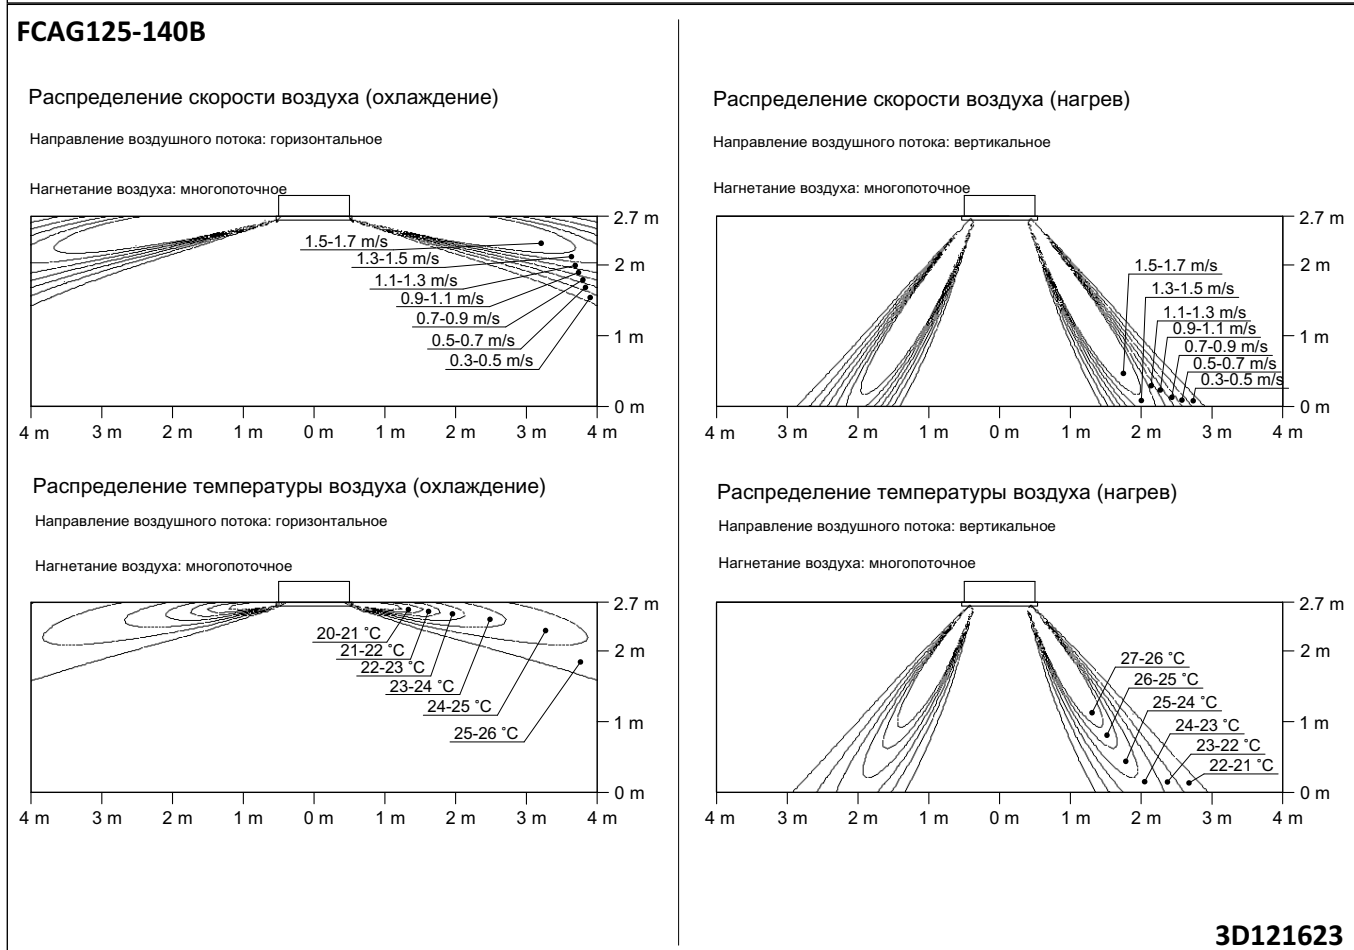 FCAG125-140B
Распределение скорости воздуха (охлаждение)
Направление воздушного потока: горизонтальное
Нагнетание воздуха: многопоточное
2.7 m
1.5-1.7 m/s
1.3-1.5 m/s
2 m
1.1-1.3 m/s
0.9-1.1 m/s
0.7-0.9 m/s
1 m
0.5-0.7 m/s
0.3-0.5 m/s
0 m
4 m 3 m 2 m 1 m 0 m 1 m 2 m 3 m 4 m
Распределение температуры воздуха (охлаждение)
Направление воздушного потока: горизонтальное
Нагнетание воздуха: многопоточное
2.7 m
20-21 °C
21-22 °C
2 m
22-23 °C
23-24 °C
24-25 °C
1 m
25-26 °C
0 m
4 m 3 m 2 m 1 m 0 m 1 m 2 m 3 m 4 m
Распределение скорости воздуха (нагрев)
Направление воздушного потока: вертикальное
Нагнетание воздуха: многопоточное
2.7 m
1.5-1.7 m/s
2 m
1.3-1.5 m/s
1.1-1.3 m/s
0.9-1.1 m/s
1 m
0.7-0.9 m/s
0.5-0.7 m/s
0.3-0.5 m/s
0 m
4 m 3 m 2 m 1 m 0 m 1 m 2 m 3 m 4 m
Распределение температуры воздуха (нагрев)
Направление воздушного потока: вертикальное
Нагнетание воздуха: многопоточное
2.7 m
2 m
27-26 °C
26-25 °C
25-24 °C
24-23 °C
1 m
23-22 °C
22-21 °C
0 m
4 m 3 m 2 m 1 m 0 m 1 m 2 m 3 m 4 m
3D121623